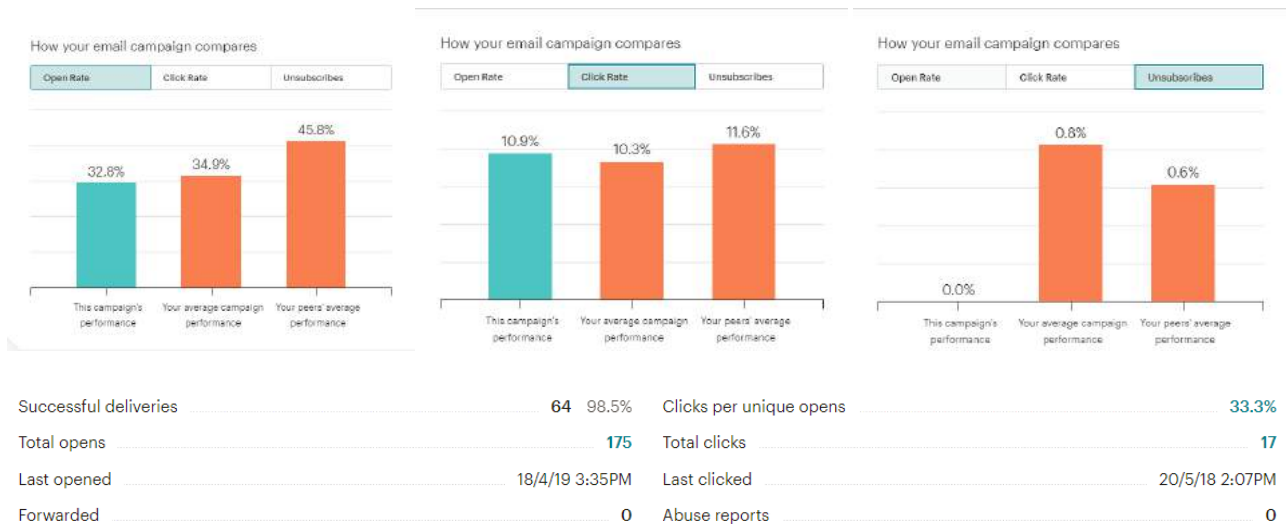 How your email campaign compares
Open Rate Click Rate Unsubscribes
45.8%
34.9%
32.8%
This campaign's Your average campaign Your peers' average
performance performance performance
How your email campaign compares
Open Rate Click Rate Unsubscribes
11.6%
10.9%
10.3%
This campaign's Your average campaign Your peers' average
performance performance performance
How your email campaign compares
Open Rate Click Rate Unsubscribes
0.8%
0.6%
0.0%
This campaign's Your average campaign Your peers' average
performance performance performance
Successful deliveries 64 98.5%
Total opens 175
Last opened 18/4/19 3:35PM
Forwarded 0
Clicks per unique opens 33.3%
Total clicks 17
Last clicked 20/5/18 2:07PM
Abuse reports 0